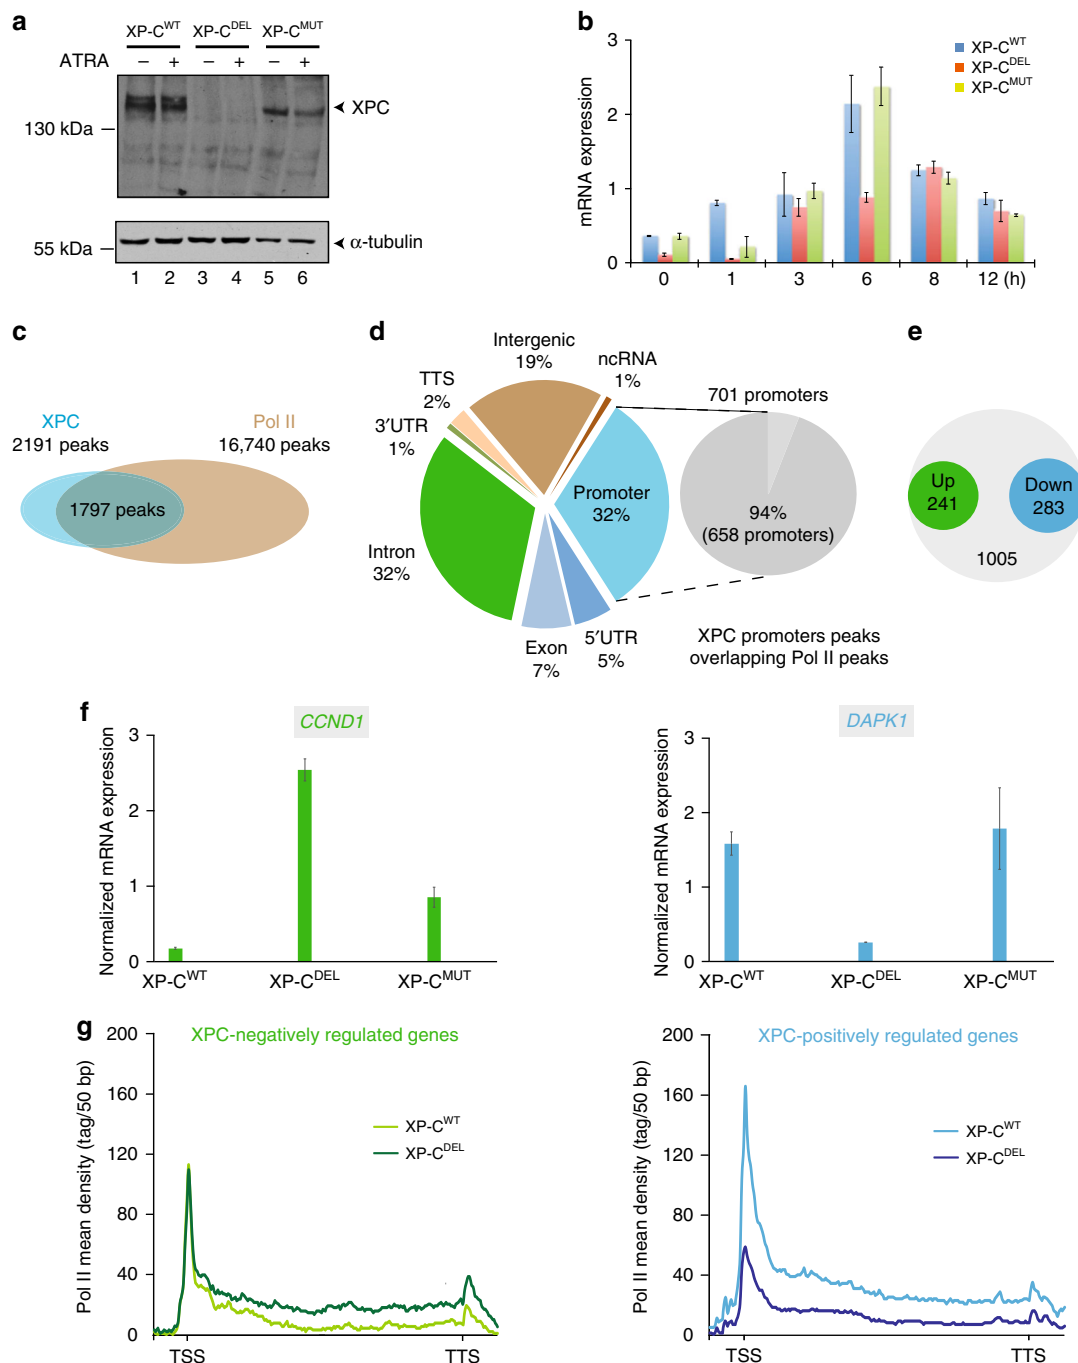 a
XP-C^WT XP-C^DEL XP-C^MUT
ATRA – + – + – +
XPC
130 kDa
α-tubulin
55 kDa
1 2 3 4 5 6
b
mRNA expression
3
2
1
0
XP-C^WT
XP-C^DEL
XP-C^MUT
0 1 3 6 8 12 (h)
c
XPC
2191 peaks
Pol II
16,740 peaks
1797 peaks
d
Intergenic
19%
ncRNA
1%
TTS
2%
3′UTR
1%
Intron
32%
Promoter
32%
Exon
7%
5′UTR
5%
701 promoters
94%
(658 promoters)
XPC promoters peaks
overlapping Pol II peaks
e
Up
241
Down
283
1005
f
CCND1
Normalized mRNA expression
3
2
1
0
XP-C^WT XP-C^DEL XP-C^MUT
DAPK1
Normalized mRNA expression
3
2
1
0
XP-C^WT XP-C^DEL XP-C^MUT
g
XPC-negatively regulated genes
Pol II mean density (tag/50 bp)
200
160
120
80
40
0
XP-C^WT
XP-C^DEL
TSS TTS
XPC-positively regulated genes
Pol II mean density (tag/50 bp)
200
160
120
80
40
0
XP-C^WT
XP-C^DEL
TSS TTS